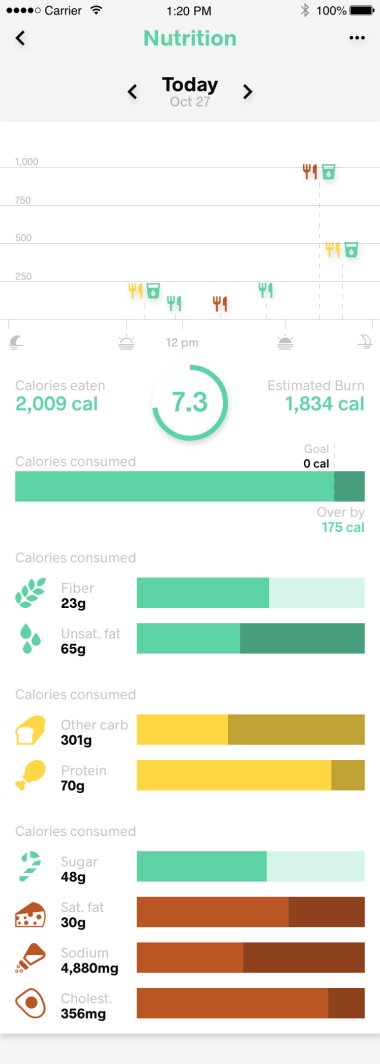 Carrier 1:20 PM 100%
Nutrition
Today
Oct 27
1,000
750
500
250
12 pm
Calories eaten
2,009 cal
7.3
Estimated Burn
1,834 cal
Goal
0 cal
Calories consumed
Over by
175 cal
Calories consumed
Fiber
23g
Unsat. fat
65g
Calories consumed
Other carb
301g
Protein
70g
Calories consumed
Sugar
48g
Sat. fat
30g
Sodium
4,880mg
Cholest.
356mg